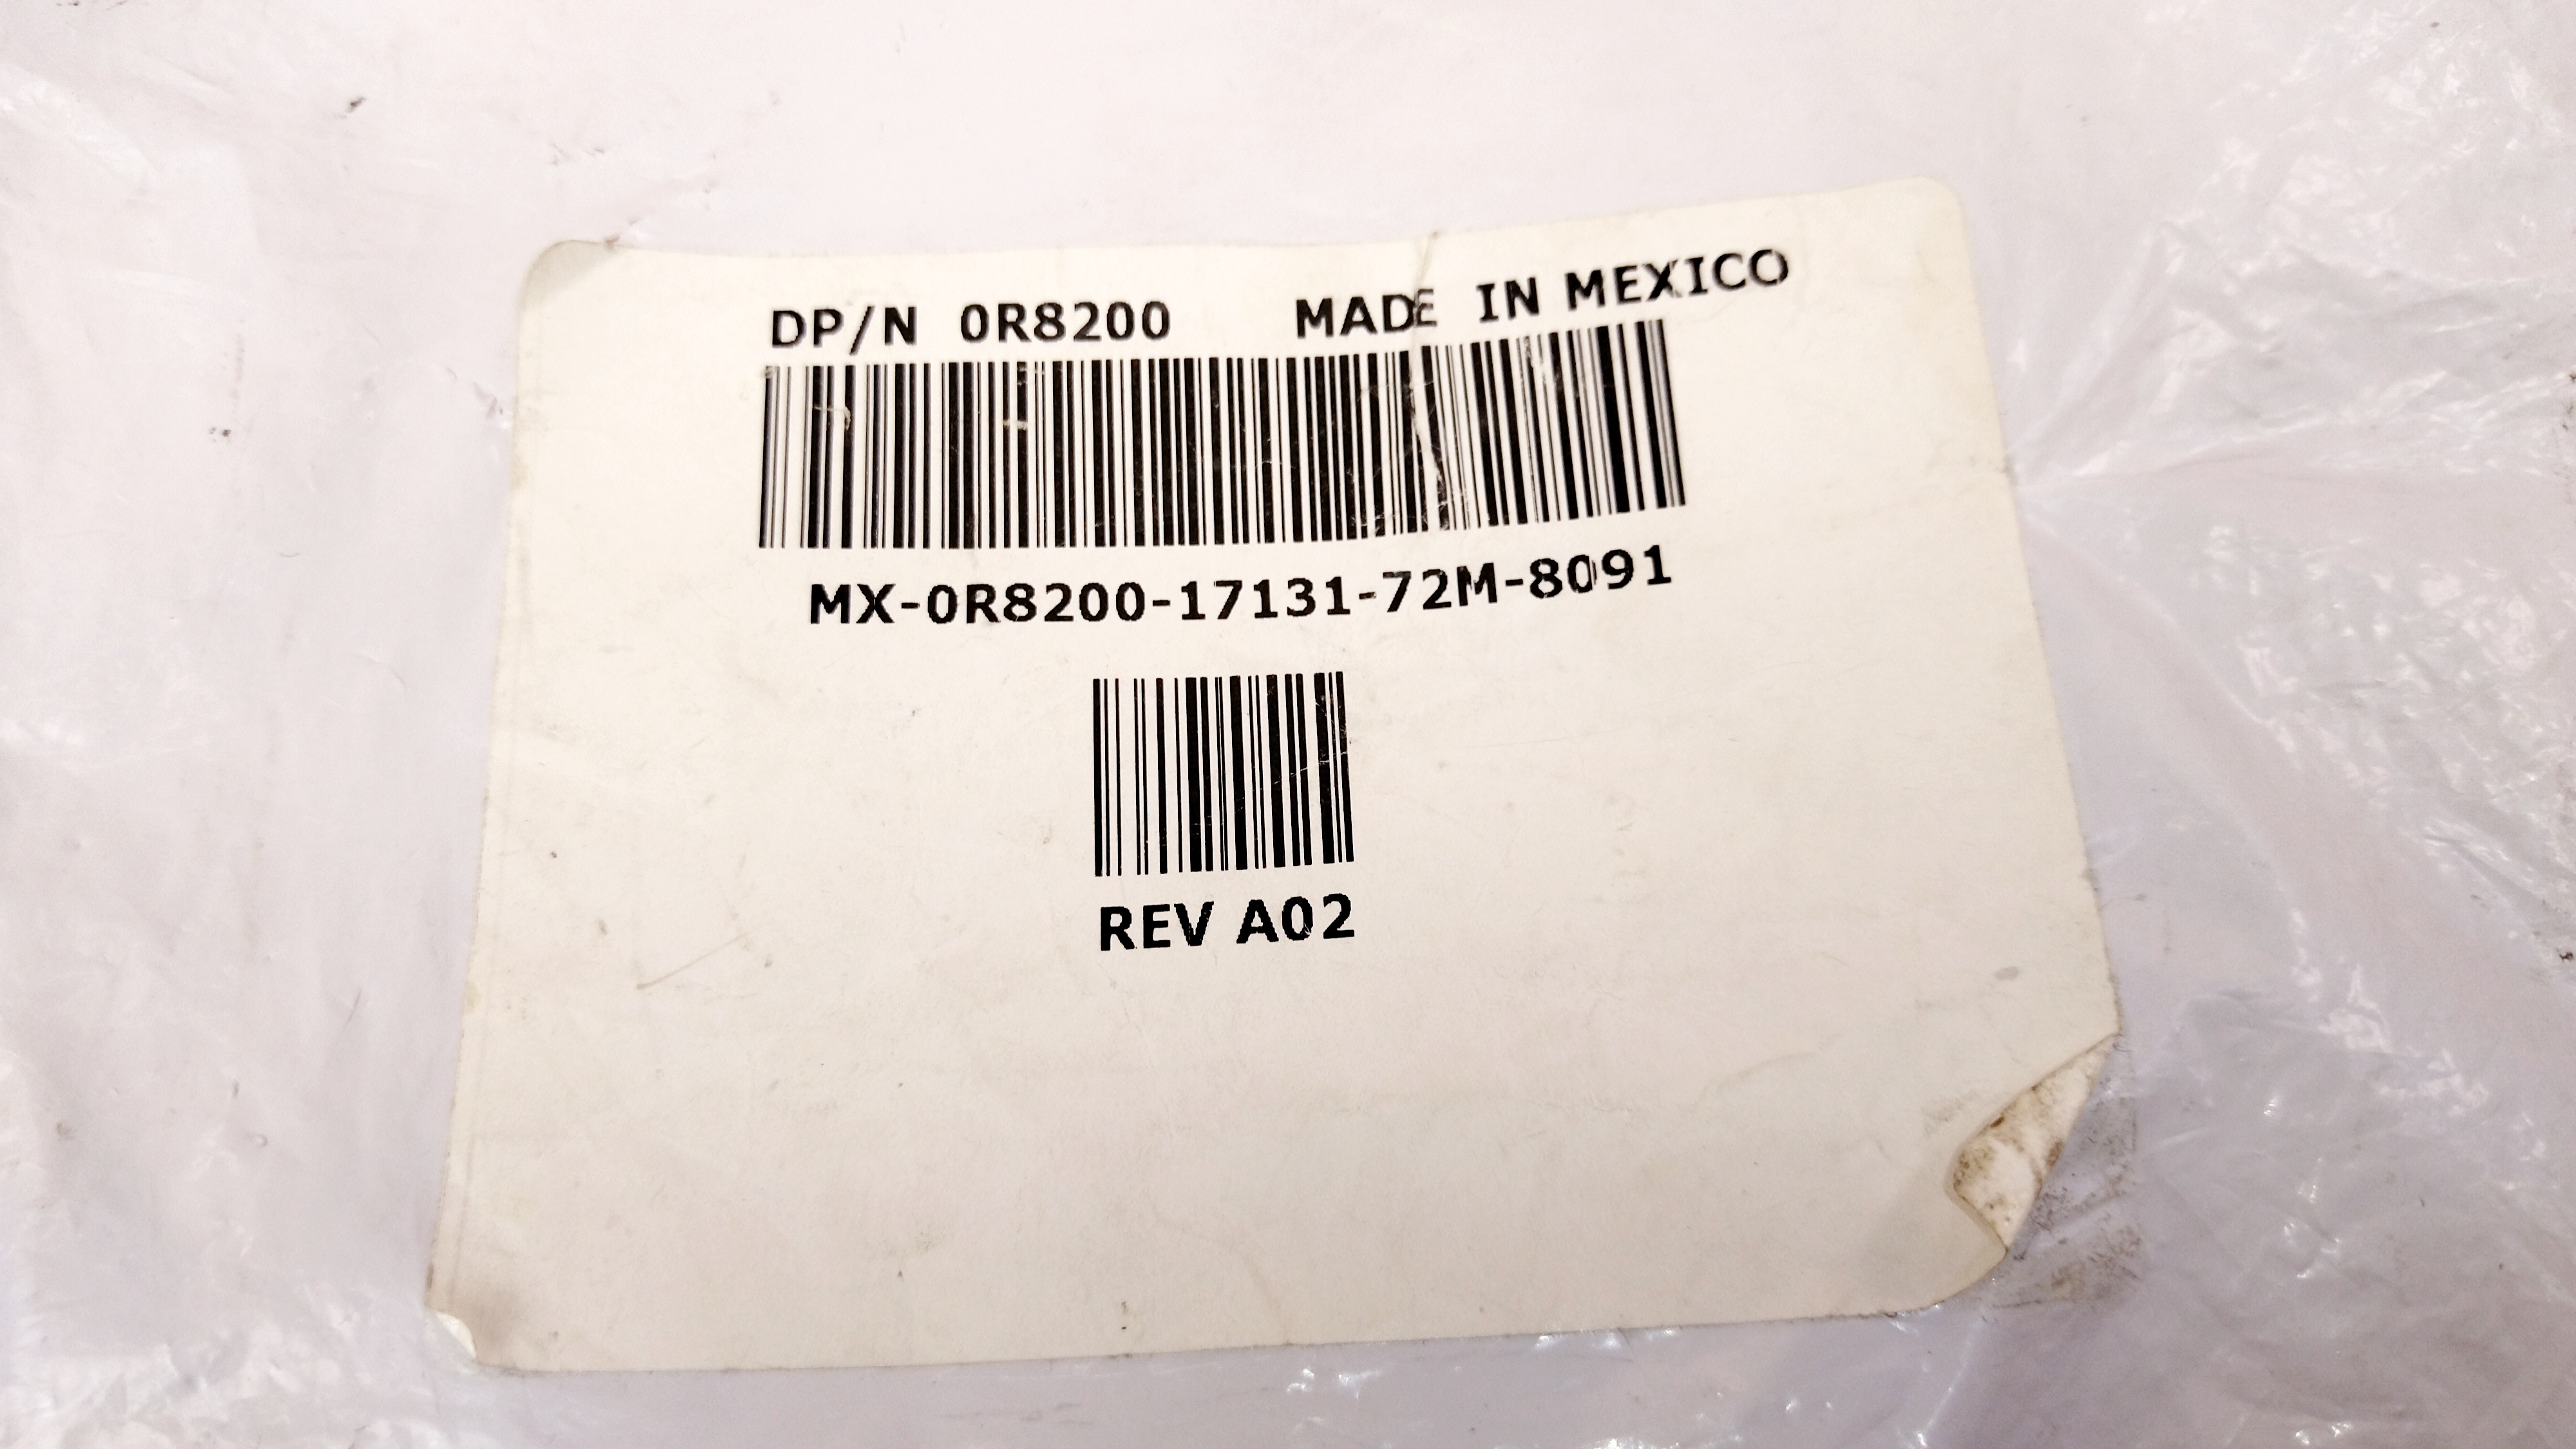 DP/N 0R8200 MADE IN MEXICO
MX-0R8200-17131-72M-8091
REV A02